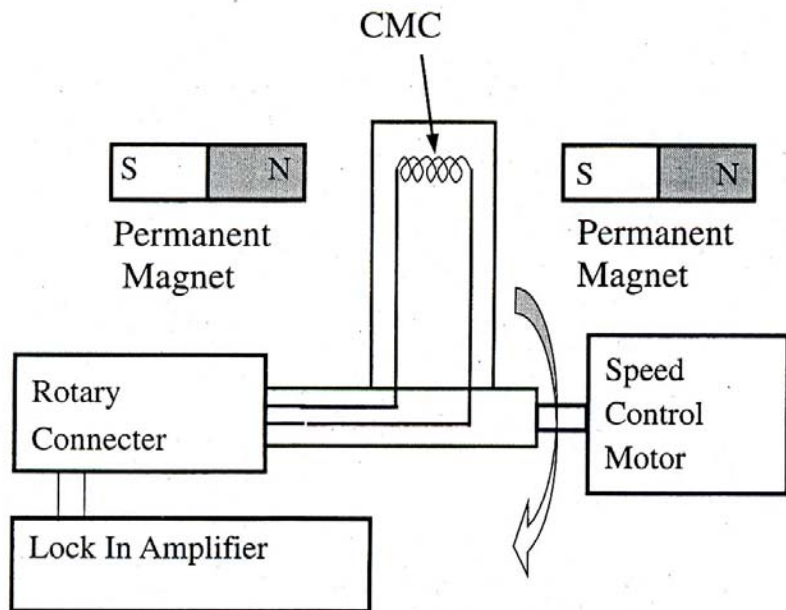 CMC
S N
Permanent
Magnet
S N
Permanent
Magnet
Rotary
Connecter
Speed
Control
Motor
Lock In Amplifier